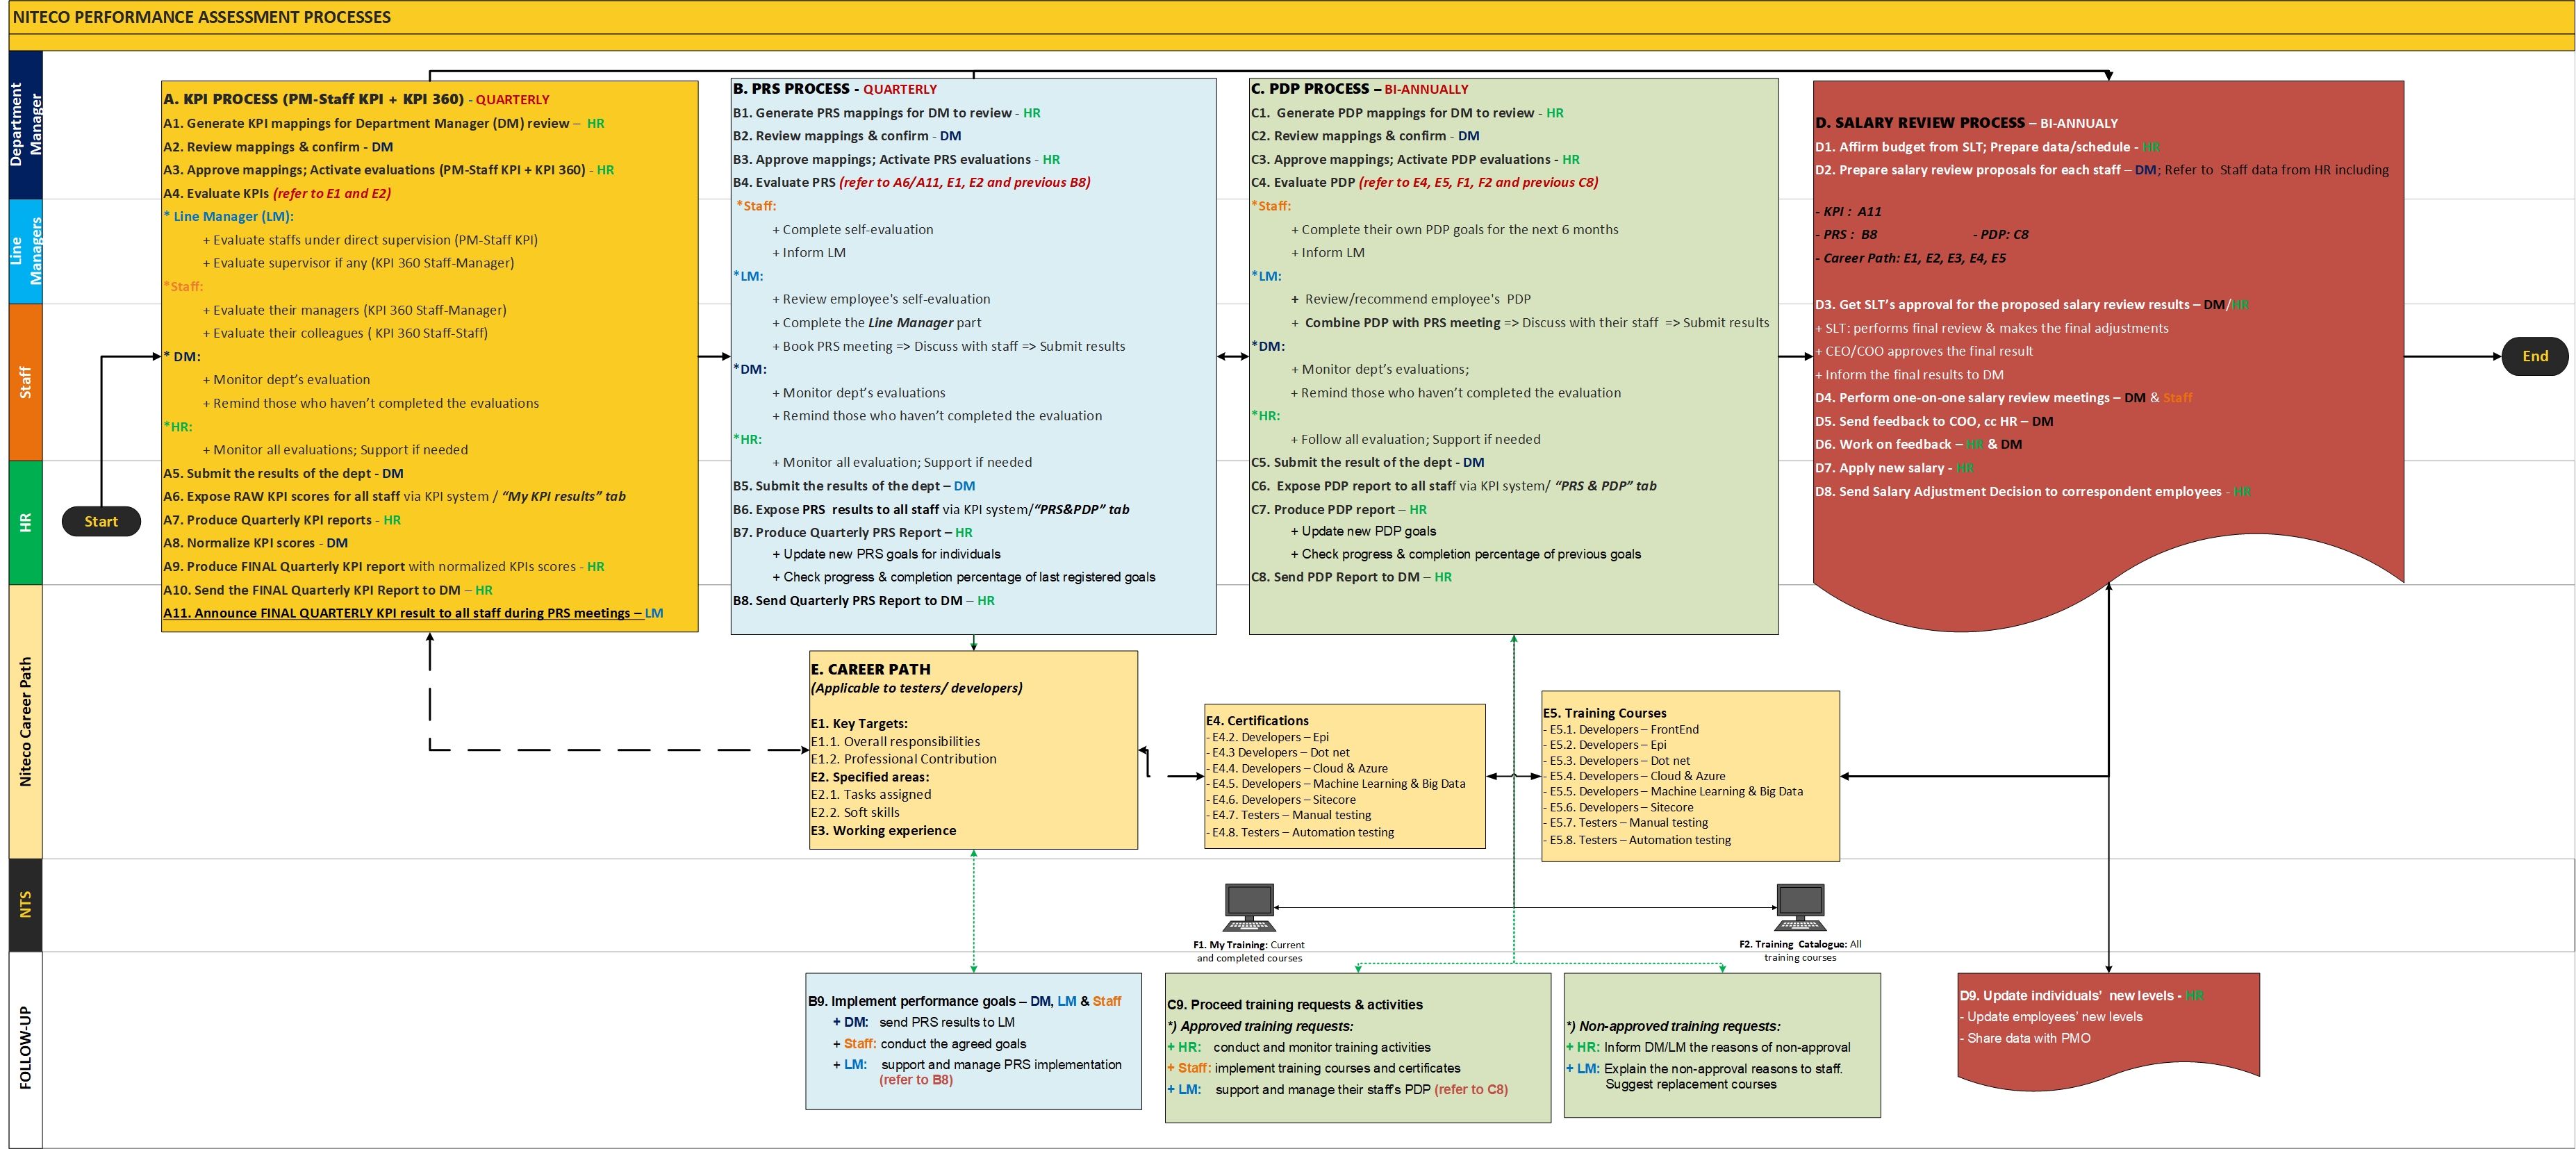 NITECO PERFORMANCE ASSESSMENT PROCESSES
Department
Manager
Line
Managers
Staff
HR
Niteco Career Path
NTS
FOLLOW-UP
Start
A. KPI PROCESS (PM-Staff KPI + KPI 360) - QUARTERLY
A1. Generate KPI mappings for Department Manager (DM) review – HR
A2. Review mappings & confirm - DM
A3. Approve mappings; Activate evaluations (PM-Staff KPI + KPI 360) - HR
A4. Evaluate KPIs (refer to E1 and E2)
* Line Manager (LM):
+ Evaluate staffs under direct supervision (PM-Staff KPI)
+ Evaluate supervisor if any (KPI 360 Staff-Manager)
*Staff:
+ Evaluate their managers (KPI 360 Staff-Manager)
+ Evaluate their colleagues ( KPI 360 Staff-Staff)
* DM:
+ Monitor dept's evaluation
+ Remind those who haven't completed the evaluations
*HR:
+ Monitor all evaluations; Support if needed
A5. Submit the results of the dept - DM
A6. Expose RAW KPI scores for all staff via KPI system / “My KPI results” tab
A7. Produce Quarterly KPI reports - HR
A8. Normalize KPI scores - DM
A9. Produce FINAL Quarterly KPI report with normalized KPIs scores - HR
A10. Send the FINAL Quarterly KPI Report to DM – HR
A11. Announce FINAL QUARTERLY KPI result to all staff during PRS meetings – LM
B. PRS PROCESS - QUARTERLY
B1. Generate PRS mappings for DM to review - HR
B2. Review mappings & confirm - DM
B3. Approve mappings; Activate PRS evaluations - HR
B4. Evaluate PRS (refer to A6/A11, E1, E2 and previous B8)
*Staff:
+ Complete self-evaluation
+ Inform LM
*LM:
+ Review employee's self-evaluation
+ Complete the Line Manager part
+ Book PRS meeting => Discuss with staff => Submit results
*DM:
+ Monitor dept's evaluations
+ Remind those who haven't completed the evaluation
*HR:
+ Monitor all evaluation; Support if needed
B5. Submit the results of the dept – DM
B6. Expose PRS results to all staff via KPI system/“PRS&PDP” tab
B7. Produce Quarterly PRS Report – HR
+ Update new PRS goals for individuals
+ Check progress & completion percentage of last registered goals
B8. Send Quarterly PRS Report to DM – HR
C. PDP PROCESS – BI-ANNUALLY
C1. Generate PDP mappings for DM to review - HR
C2. Review mappings & confirm - DM
C3. Approve mappings; Activate PDP evaluations - HR
C4. Evaluate PDP (refer to E4, E5, F1, F2 and previous C8)
*Staff:
+ Complete their own PDP goals for the next 6 months
+ Inform LM
*LM:
+ Review/recommend employee's PDP
+ Combine PDP with PRS meeting => Discuss with their staff => Submit results
*DM:
+ Monitor dept's evaluations;
+ Remind those who haven't completed the evaluation
*HR:
+ Follow all evaluation; Support if needed
C5. Submit the result of the dept - DM
C6. Expose PDP report to all staff via KPI system/ “PRS & PDP” tab
C7. Produce PDP report – HR
+ Update new PDP goals
+ Check progress & completion percentage of previous goals
C8. Send PDP Report to DM – HR
D. SALARY REVIEW PROCESS – BI-ANNUALY
D1. Affirm budget from SLT; Prepare data/schedule - HR
D2. Prepare salary review proposals for each staff – DM; Refer to Staff data from HR including
- KPI : A11
- PRS : B8 - PDP: C8
- Career Path: E1, E2, E3, E4, E5
D3. Get SLT's approval for the proposed salary review results – DM/HR
+ SLT: performs final review & makes the final adjustments
+ CEO/COO approves the final result
+ Inform the final results to DM
D4. Perform one-on-one salary review meetings – DM & Staff
D5. Send feedback to COO, cc HR – DM
D6. Work on feedback – HR & DM
D7. Apply new salary - HR
D8. Send Salary Adjustment Decision to correspondent employees - HR
End
E. CAREER PATH
(Applicable to testers/ developers)
E1. Key Targets:
E1.1. Overall responsibilities
E1.2. Professional Contribution
E2. Specified areas:
E2.1. Tasks assigned
E2.2. Soft skills
E3. Working experience
E4. Certifications
- E4.2. Developers – Epi
- E4.3 Developers – Dot net
- E4.4. Developers – Cloud & Azure
- E4.5. Developers – Machine Learning & Big Data
- E4.6. Developers – Sitecore
- E4.7. Testers – Manual testing
- E4.8. Testers – Automation testing
E5. Training Courses
- E5.1. Developers – FrontEnd
- E5.2. Developers – Epi
- E5.3. Developers – Dot net
- E5.4. Developers – Cloud & Azure
- E5.5. Developers – Machine Learning & Big Data
- E5.6. Developers – Sitecore
- E5.7. Testers – Manual testing
- E5.8. Testers – Automation testing
F1. My Training: Current
and completed courses
F2. Training Catalogue: All
training courses
B9. Implement performance goals – DM, LM & Staff
+ DM: send PRS results to LM
+ Staff: conduct the agreed goals
+ LM: support and manage PRS implementation
(refer to B8)
C9. Proceed training requests & activities
*) Approved training requests:
+ HR: conduct and monitor training activities
+ Staff: implement training courses and certificates
+ LM: support and manage their staff's PDP (refer to C8)
*) Non-approved training requests:
+ HR: Inform DM/LM the reasons of non-approval
+ LM: Explain the non-approval reasons to staff.
Suggest replacement courses
D9. Update individuals' new levels - HR
- Update employees' new levels
- Share data with PMO